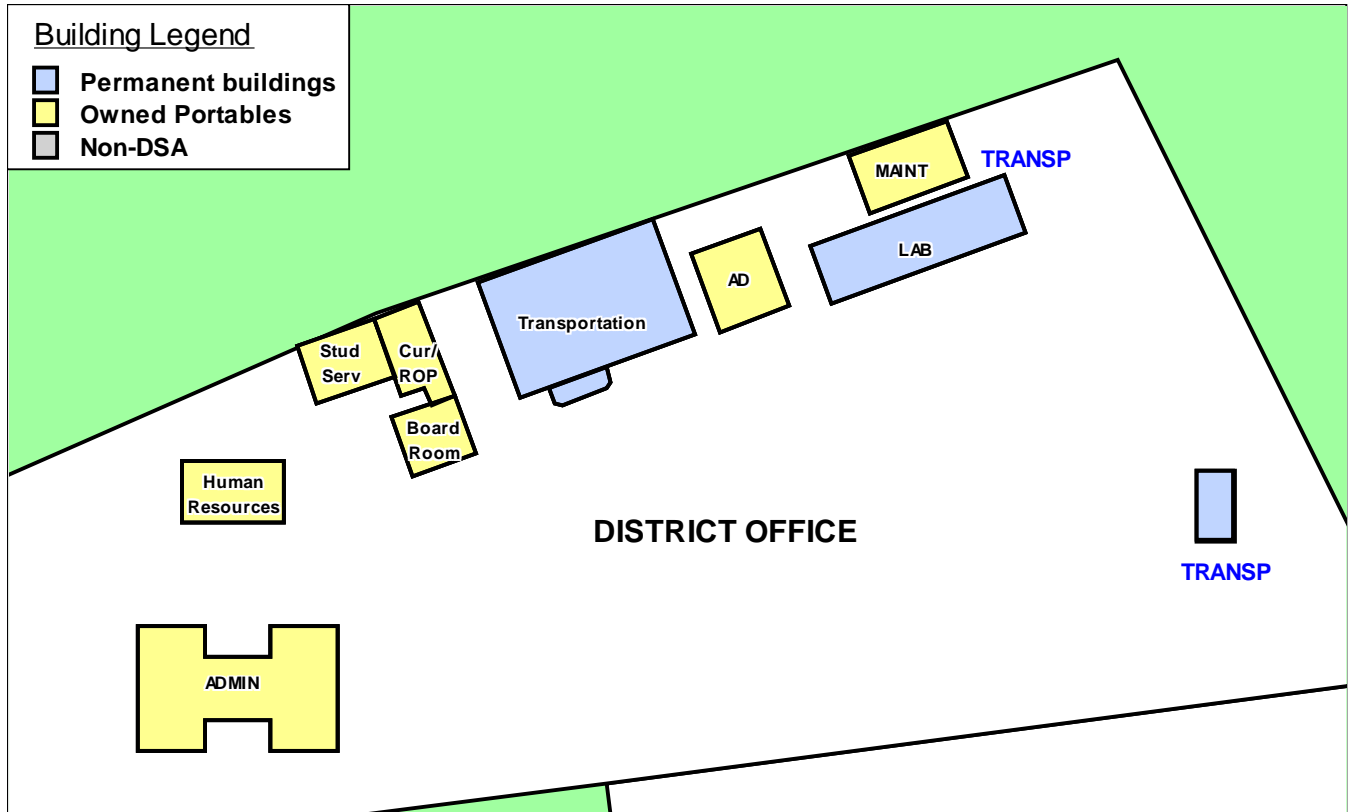 Building Legend
Permanent buildings
Owned Portables
Non-DSA
MAINT
TRANSP
LAB
AD
Transportation
Stud
Serv
Cur/
ROP
Board
Room
Human
Resources
DISTRICT OFFICE
TRANSP
ADMIN